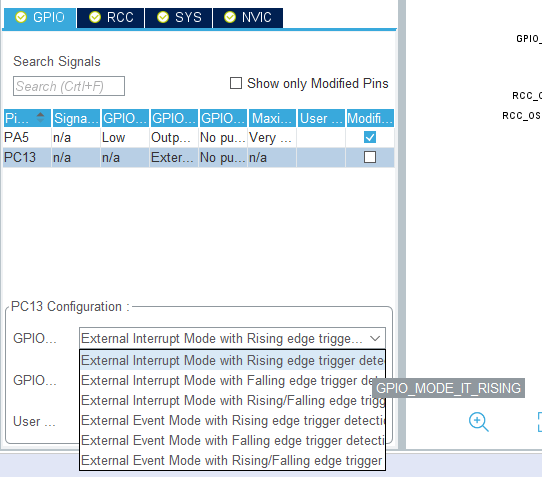 GPIO RCC SYS NVIC
GPIO_
Search Signals
Search (Crtl+F)
Show only Modified Pins
RCC_O
RCC_OS
Pi... Signa... GPIO... GPIO... GPIO... Maxi... User ... Modifi...
PA5 n/a Low Outp... No pu... Very ...
PC13 n/a n/a Exter... No pu... n/a
PC13 Configuration :
GPIO... External Interrupt Mode with Rising edge trigge...
External Interrupt Mode with Rising edge trigger dete
GPIO... External Interrupt Mode with Falling edge trigger det
GPIO_MODE_IT_RISING
External Interrupt Mode with Rising/Falling edge trigg
User ... External Event Mode with Rising edge trigger detecti
External Event Mode with Falling edge trigger detecti
External Event Mode with Rising/Falling edge trigger